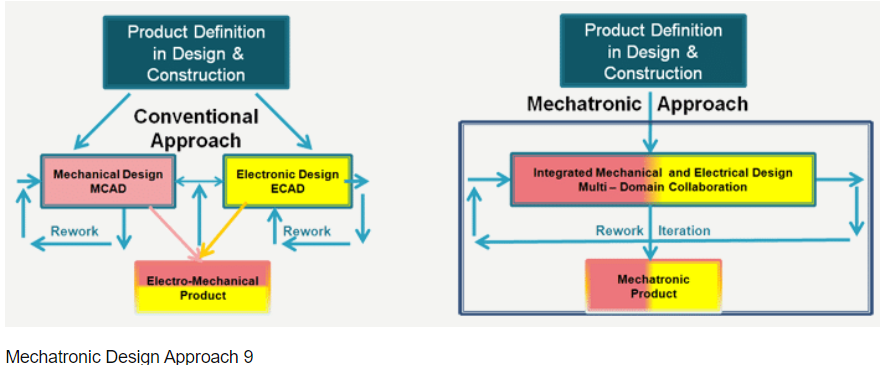 Product Definition
in Design &
Construction
Conventional
Approach
Mechanical Design
MCAD
Electronic Design
ECAD
Rework
Rework
Electro-Mechanical
Product
Product Definition
in Design &
Construction
Mechatronic Approach
Integrated Mechanical and Electrical Design
Multi – Domain Collaboration
Rework Iteration
Mechatronic
Product
Mechatronic Design Approach 9